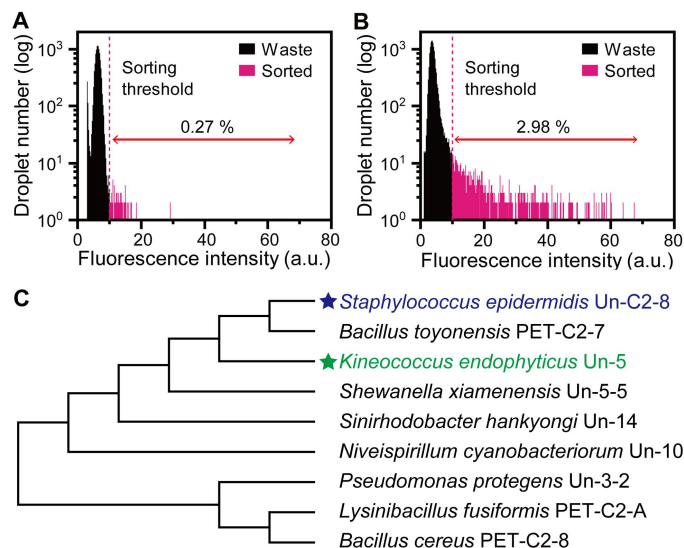 A
Droplet number (log)
10³
10²
10¹
10⁰
Waste
Sorted
Sorting
threshold
0.27 %
0 20 40 60 80
Fluorescence intensity (a.u.)
B
Droplet number (log)
10³
10²
10¹
10⁰
Waste
Sorted
Sorting
threshold
2.98 %
0 20 40 60 80
Fluorescence intensity (a.u.)
C
Staphylococcus epidermidis Un-C2-8
Bacillus toyonensis PET-C2-7
Kineococcus endophyticus Un-5
Shewanella xiamenensis Un-5-5
Sinirhodobacter hankyongi Un-14
Niveispirillum cyanobacteriorum Un-10
Pseudomonas protegens Un-3-2
Lysinibacillus fusiformis PET-C2-A
Bacillus cereus PET-C2-8